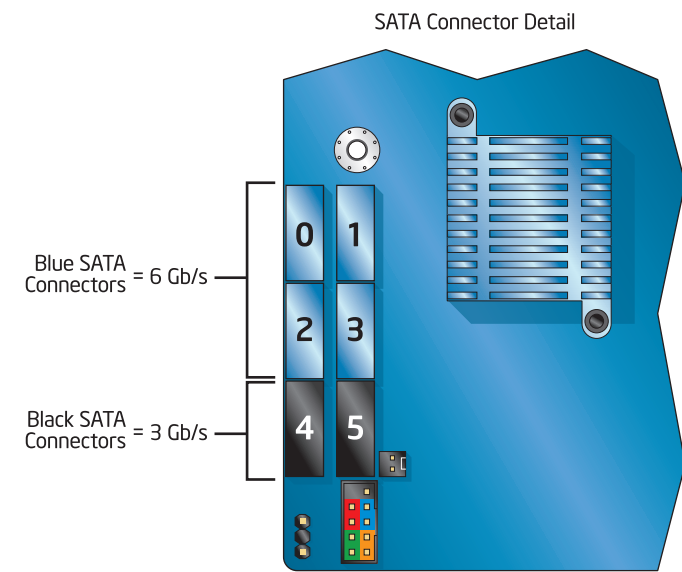 SATA Connector Detail
0 1
Blue SATA
Connectors = 6 Gb/s
2 3
Black SATA
Connectors = 3 Gb/s
4 5